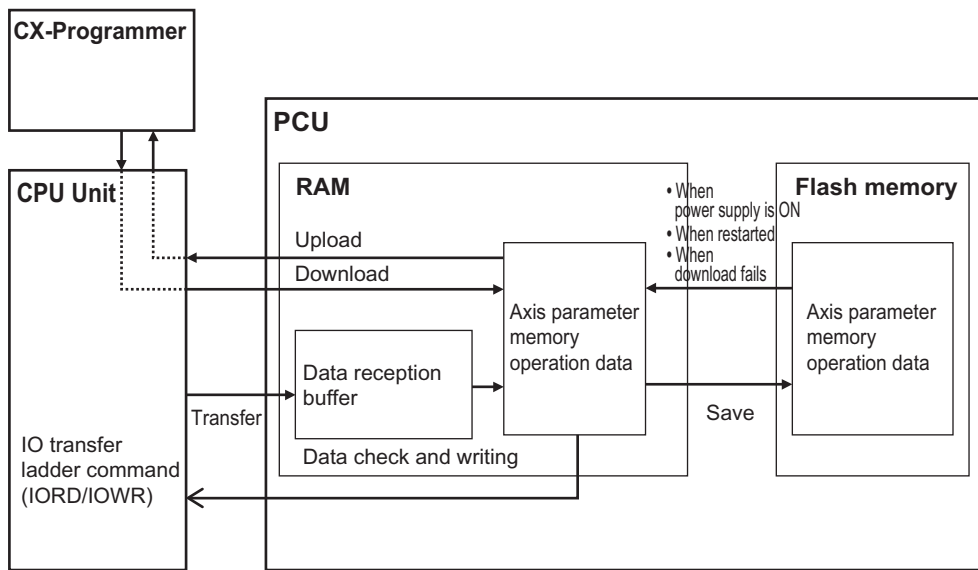 CX-Programmer
PCU
CPU Unit
RAM
Flash memory
• When
power supply is ON
• When restarted
• When
download fails
Upload
Download
Axis parameter
memory
operation data
Axis parameter
memory
operation data
Data reception
buffer
Transfer
Save
Data check and writing
IO transfer
ladder command
(IORD/IOWR)